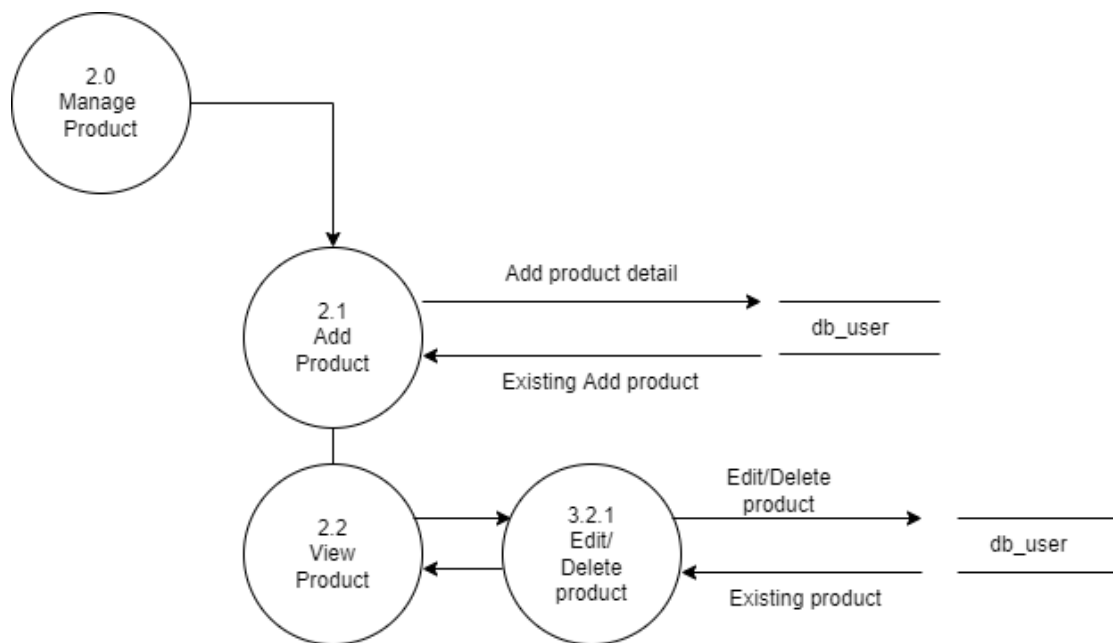 2.0
Manage
Product
2.1
Add
Product
Add product detail
db_user
Existing Add product
2.2
View
Product
3.2.1
Edit/
Delete
product
Edit/Delete
product
db_user
Existing product